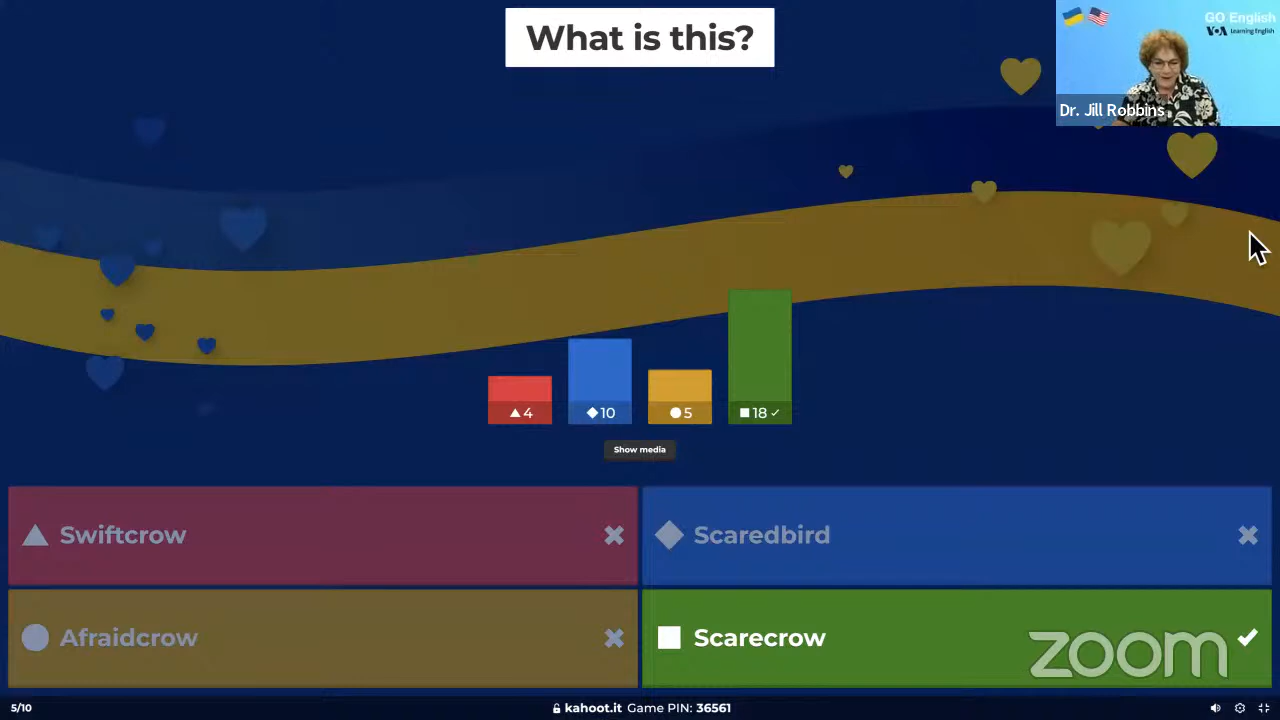 What is this?
GO English
VOA Learning English
Dr. Jill Robbins
4
10
5
18
Show media
Swiftcrow
Scaredbird
Afraidcrow
Scarecrow
zoom
5/10
kahoot.it Game PIN: 36561